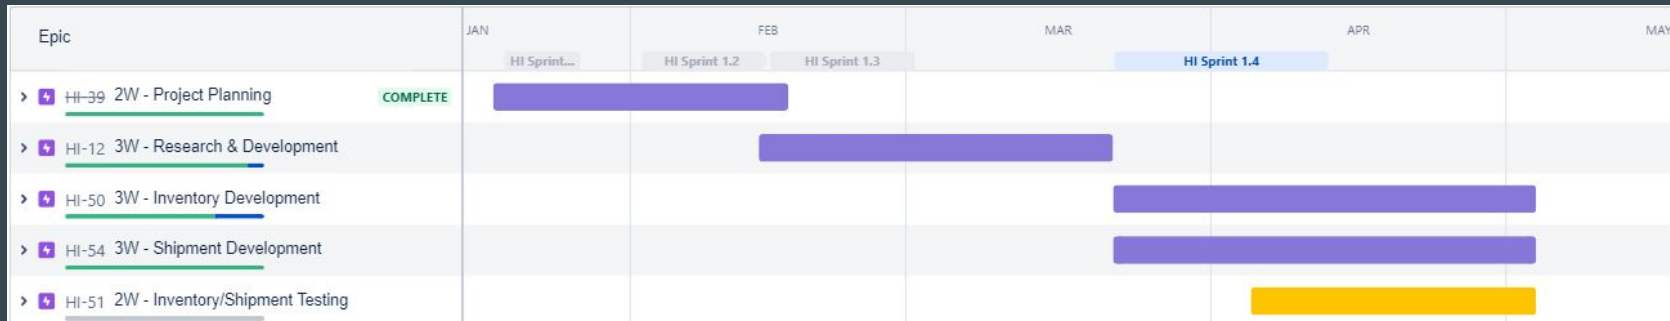 Epic
JAN FEB MAR APR MAY
HI Sprint... HI Sprint 1.2 HI Sprint 1.3 HI Sprint 1.4
HI-39 2W - Project Planning COMPLETE
HI-12 3W - Research & Development
HI-50 3W - Inventory Development
HI-54 3W - Shipment Development
HI-51 2W - Inventory/Shipment Testing